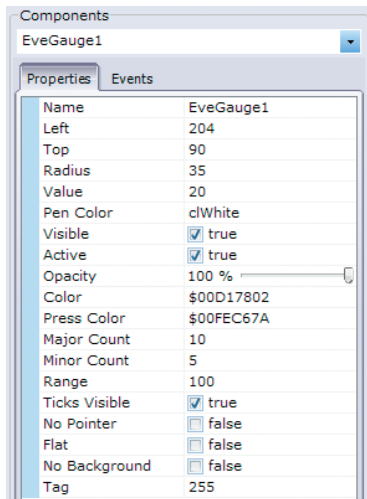 Components
EveGauge1
Properties Events
Name EveGauge1
Left 204
Top 90
Radius 35
Value 20
Pen Color clWhite
Visible true
Active true
Opacity 100 %
Color $00D17802
Press Color $00FEC67A
Major Count 10
Minor Count 5
Range 100
Ticks Visible true
No Pointer false
Flat false
No Background false
Tag 255